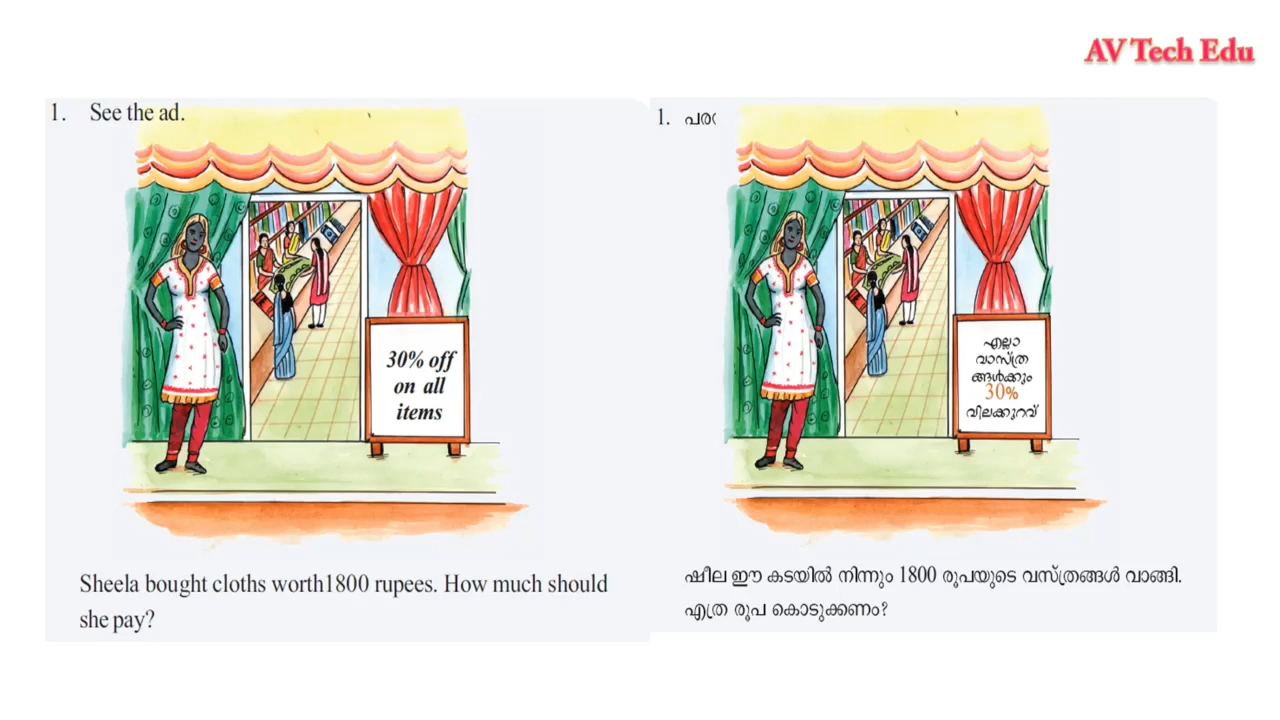 AV Tech Edu
1. See the ad.
30% off
on all
items
Sheela bought cloths worth1800 rupees. How much should
she pay?
1.
എല്ലാ
വാസ്ത്ര
ങ്ങൾക്കും
30%
വിലക്കുറവ്
ഷീല ഈ കടയിൽ നിന്നും 1800 രൂപയുടെ വസ്ത്രങ്ങൾ വാങ്ങി.
എത്ര രൂപ കൊടുക്കണം?